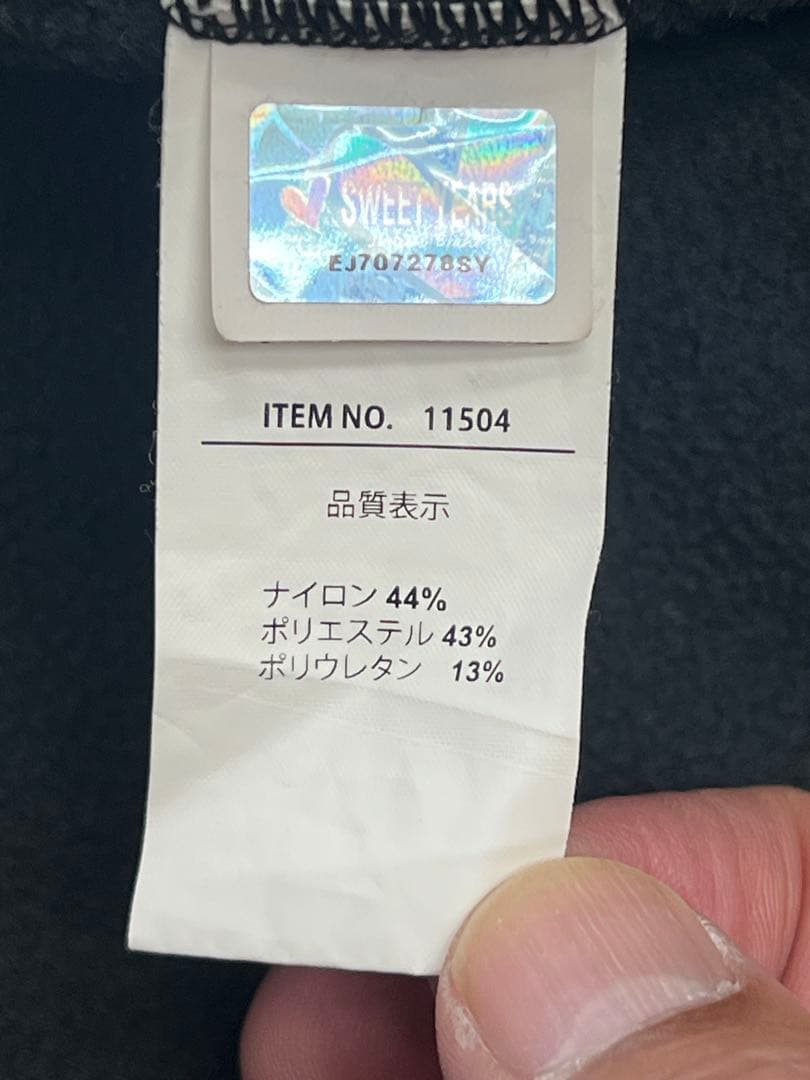 SWEET YEARS
EJ707278SY
ITEM NO. 11504
品質表示
ナイロン 44%
ポリエステル 43%
ポリウレタン 13%